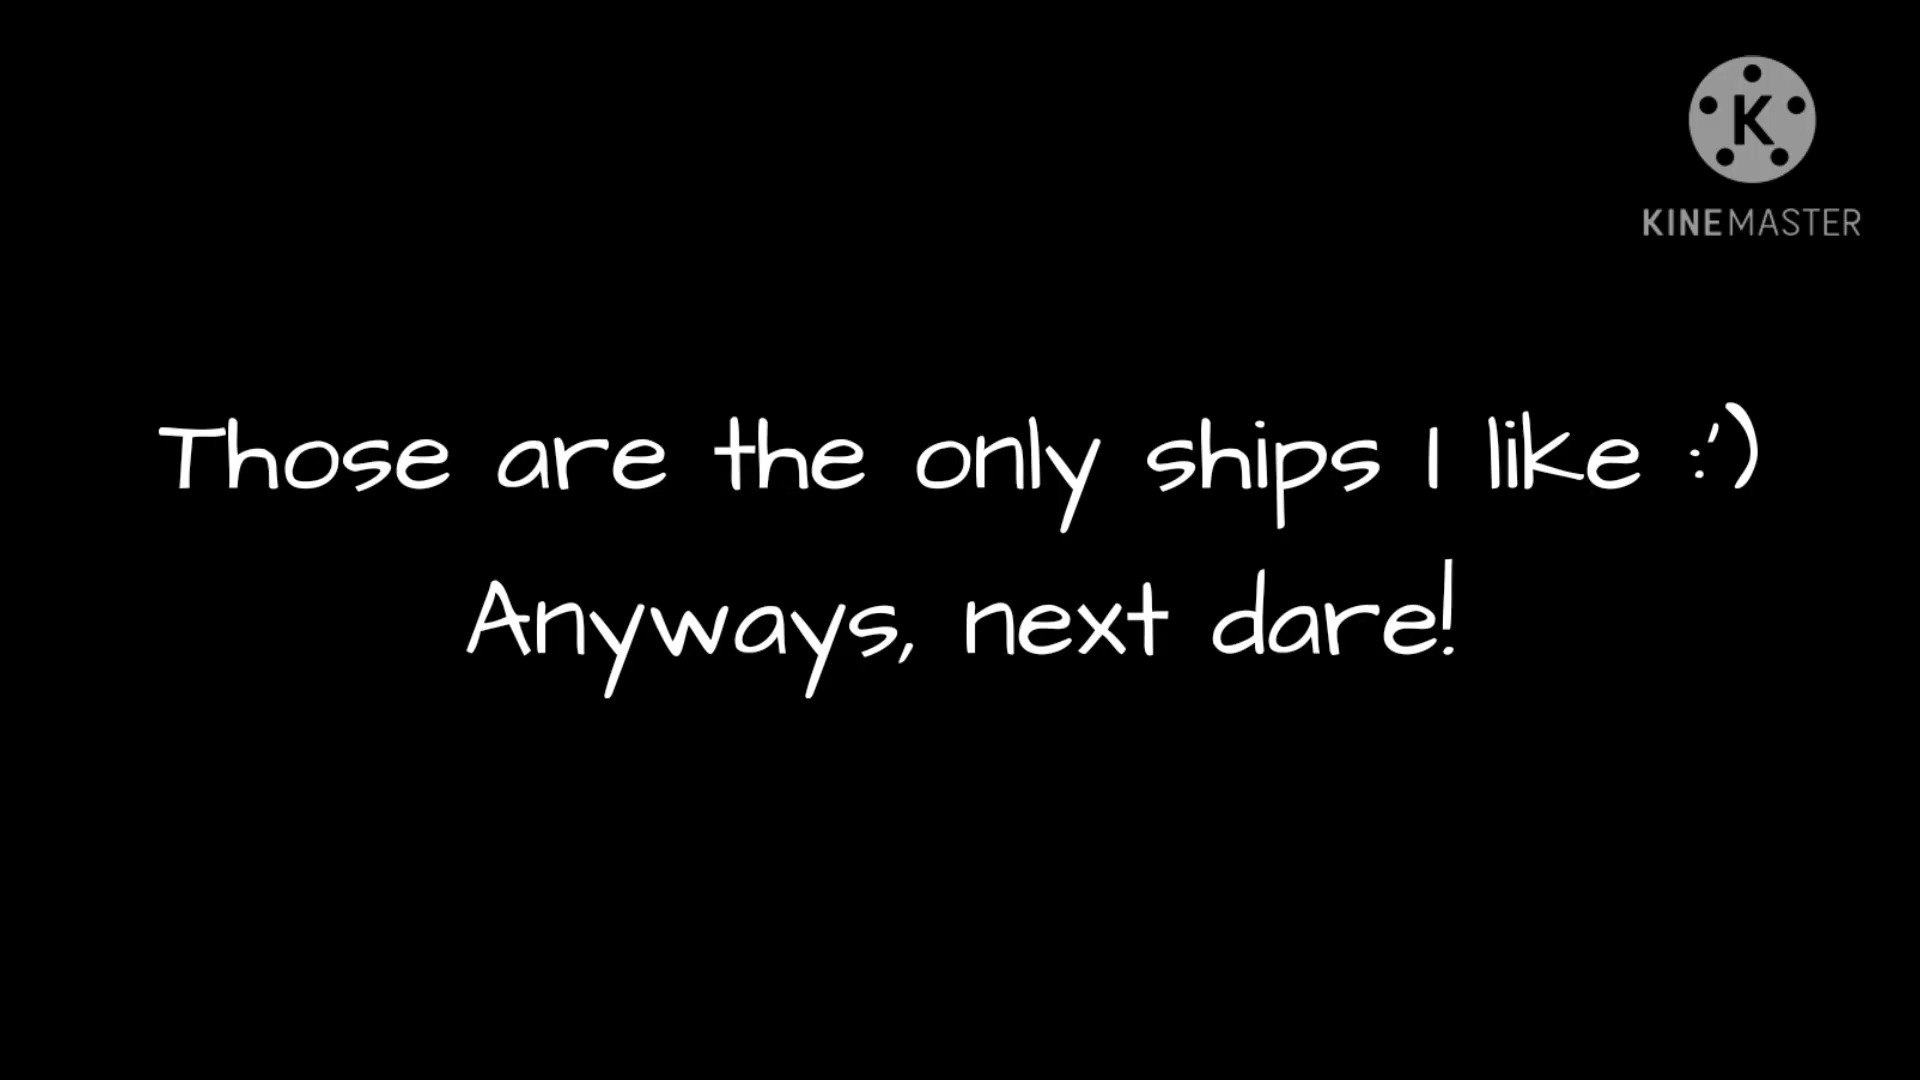 K
KINEMASTER
Those are the only ships I like :')
Anyways, next dare!